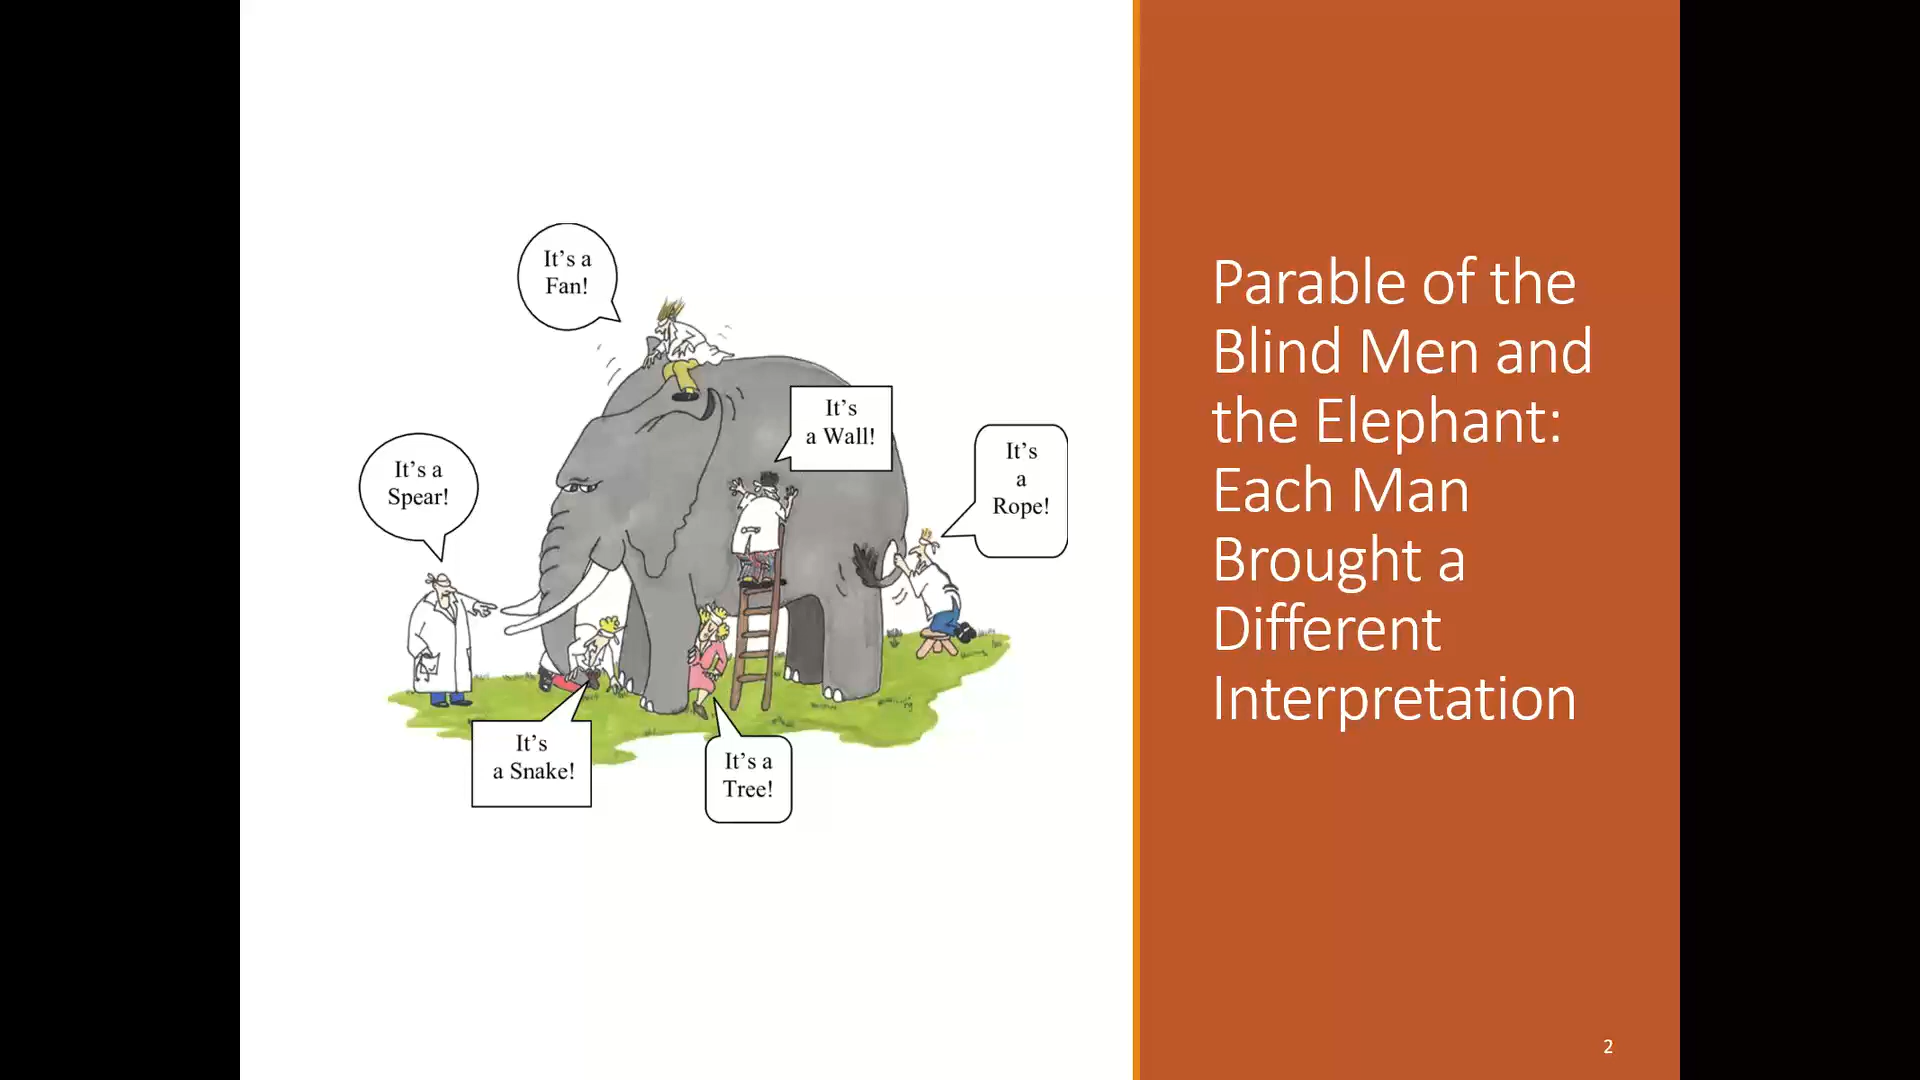 It's a
Fan!
It's
a Wall!
It's
a
Rope!
It's a
Spear!
It's
a Snake!
It's a
Tree!
Parable of the
Blind Men and
the Elephant:
Each Man
Brought a
Different
Interpretation
2